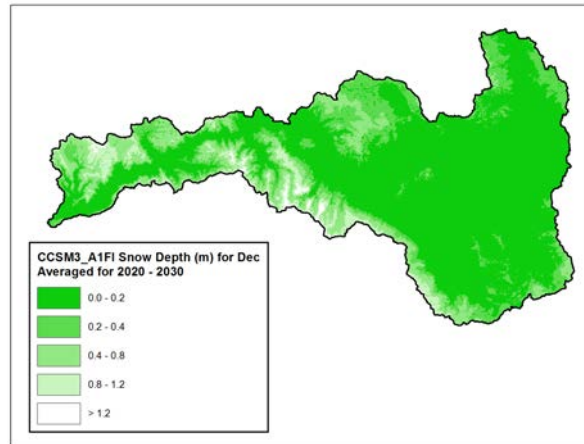 CCSM3_A1FI Snow Depth (m) for Dec
Averaged for 2020 - 2030
0.0 - 0.2
0.2 - 0.4
0.4 - 0.8
0.8 - 1.2
> 1.2